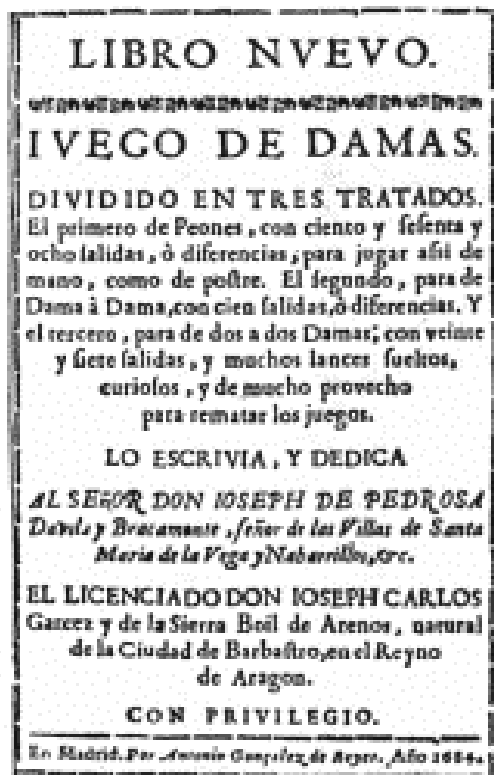 LIBRO NVEVO.
IVEGO DE DAMAS.
DIVIDIDO EN TRES TRATADOS.
El primero de Peones, con ciento y ſeſenta y
ocho ſalidas, ò diferencias, para jugar aſsi de
mano, como de poſtre. El ſegundo, para de
Dama à Dama, con cien ſalidas, ò diferencias. Y
el tercero, para de dos a dos Damas; con veinte
y ſiete ſalidas, y muchos lances ſueltos,
curioſos, y de mucho provecho
para rematar los juegos.
LO ESCRIVIA, Y DEDICA
AL SEñOR DON IOSEPH DE PEDROSA
Davila y Bracamonte, ſeñor de las Villas de Santa
Maria de la Vega y Nabarrillos, &c.
EL LICENCIADO DON IOSEPH CARLOS
Garcez y de la Sierra Boil de Arenos, natural
de la Ciudad de Barbaſtro, en el Reyno
de Aragon.
CON PRIVILEGIO.
En Madrid. Por Antonio Gonçalez de Reyes. Año 1684.